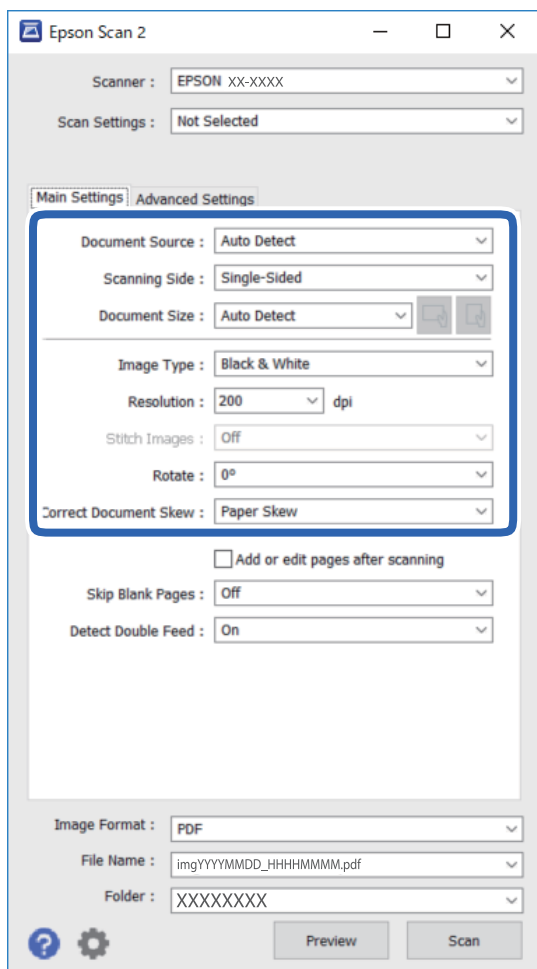 Epson Scan 2
Scanner : EPSON XX-XXXX
Scan Settings : Not Selected
Main Settings Advanced Settings
Document Source : Auto Detect
Scanning Side : Single-Sided
Document Size : Auto Detect
Image Type : Black & White
Resolution : 200 dpi
Stitch Images : Off
Rotate : 0º
Correct Document Skew : Paper Skew
Add or edit pages after scanning
Skip Blank Pages : Off
Detect Double Feed : On
Image Format : PDF
File Name : imgYYYYMMDD_HHHHMMMM.pdf
Folder : XXXXXXXX
? Preview Scan